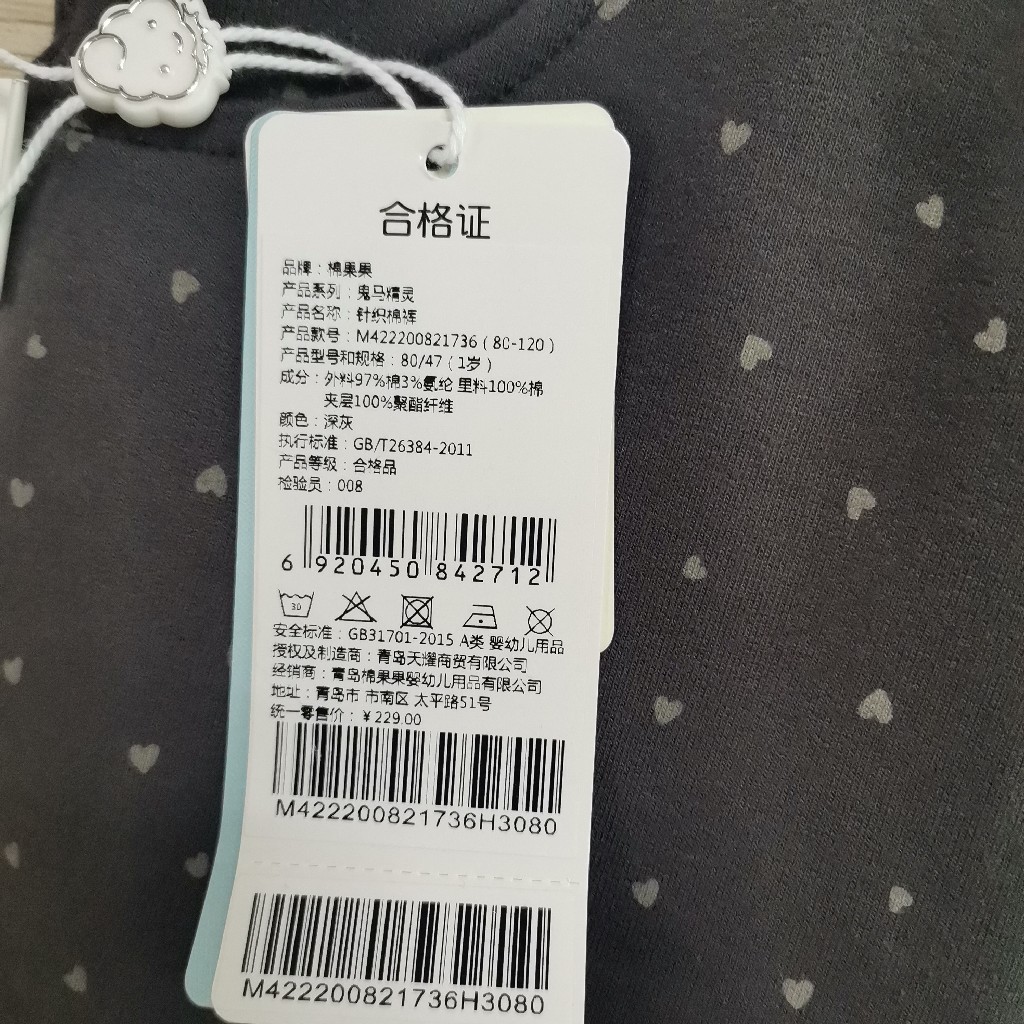 合格证
品牌：棉果果
产品系列：鬼马精灵
产品名称：针织棉裤
产品款号：M422200821736（80-120）
产品型号和规格：80/47（1岁）
成分：外料97%棉3%氨纶 里料100%棉
夹层100%聚酯纤维
颜色：深灰
执行标准：GB/T26384-2011
产品等级：合格品
检验员：008
6 920450 842712
30
安全标准：GB31701-2015 A类 婴幼儿用品
授权及制造商：青岛天耀商贸有限公司
经销商：青岛棉果果婴幼儿用品有限公司
地址：青岛市 市南区 太平路51号
统一零售价：￥229.00
M422200821736H3080
M422200821736H3080